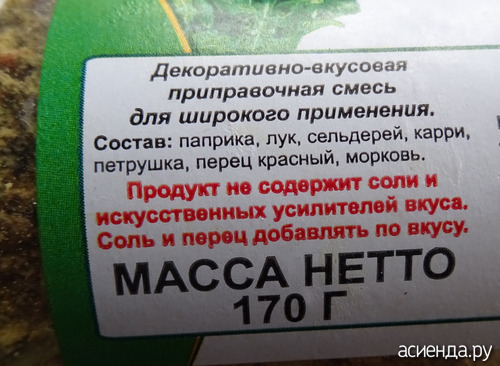 Декоративно-вкусовая
приправочная смесь
для широкого применения.
Состав: паприка, лук, сельдерей, карри,
петрушка, перец красный, морковь.
Продукт не содержит соли и
искусственных усилителей вкуса.
Соль и перец добавлять по вкусу.
МАССА НЕТТО
170 Г
асиенда.ру